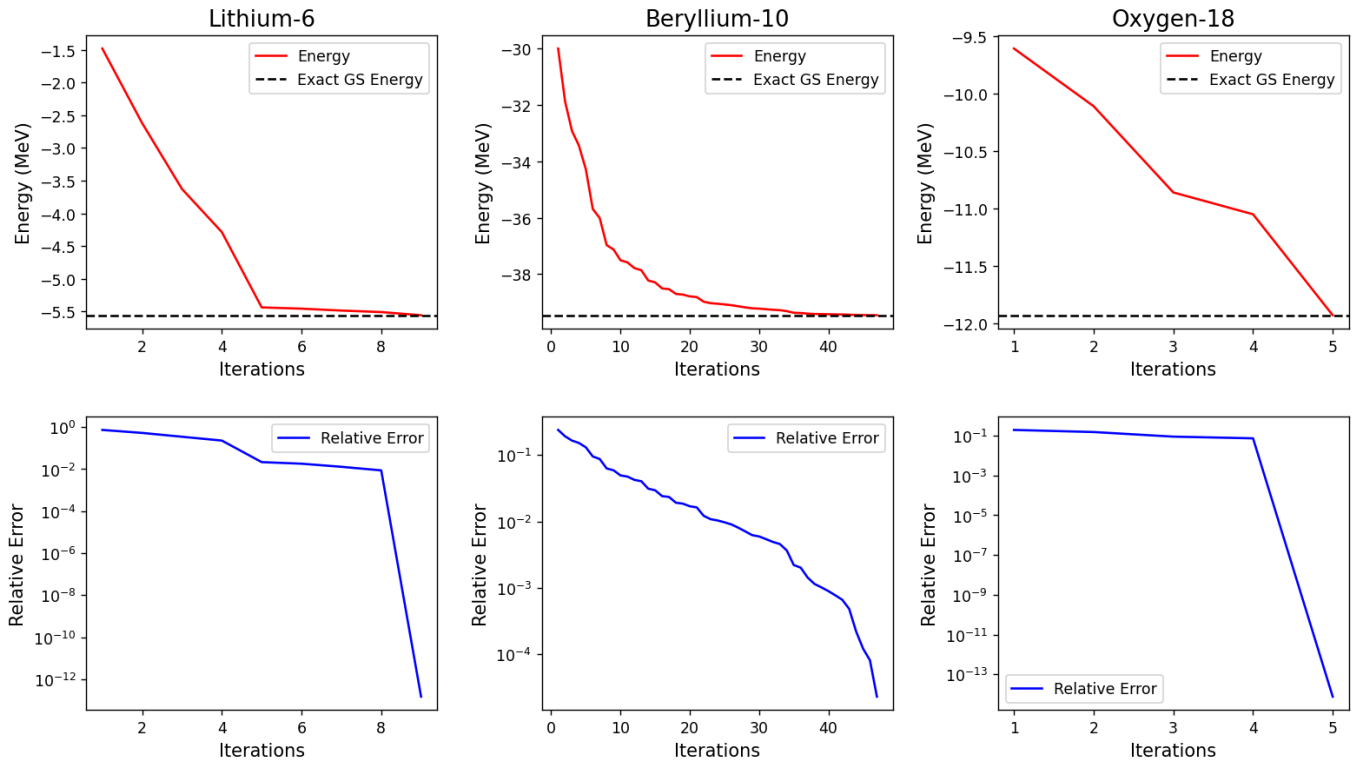 Lithium-6
Energy (MeV)
−1.5
−2.0
−2.5
−3.0
−3.5
−4.0
−4.5
−5.0
−5.5
Energy
Exact GS Energy
2 4 6 8
Iterations
Beryllium-10
Energy (MeV)
−30
−32
−34
−36
−38
Energy
Exact GS Energy
0 10 20 30 40
Iterations
Oxygen-18
Energy (MeV)
−9.5
−10.0
−10.5
−11.0
−11.5
−12.0
Energy
Exact GS Energy
1 2 3 4 5
Iterations
Relative Error
10⁰
10⁻²
10⁻⁴
10⁻⁶
10⁻⁸
10⁻¹⁰
10⁻¹²
Relative Error
2 4 6 8
Iterations
Relative Error
10⁻¹
10⁻²
10⁻³
10⁻⁴
Relative Error
0 10 20 30 40
Iterations
Relative Error
10⁻¹
10⁻³
10⁻⁵
10⁻⁷
10⁻⁹
10⁻¹¹
10⁻¹³
Relative Error
1 2 3 4 5
Iterations